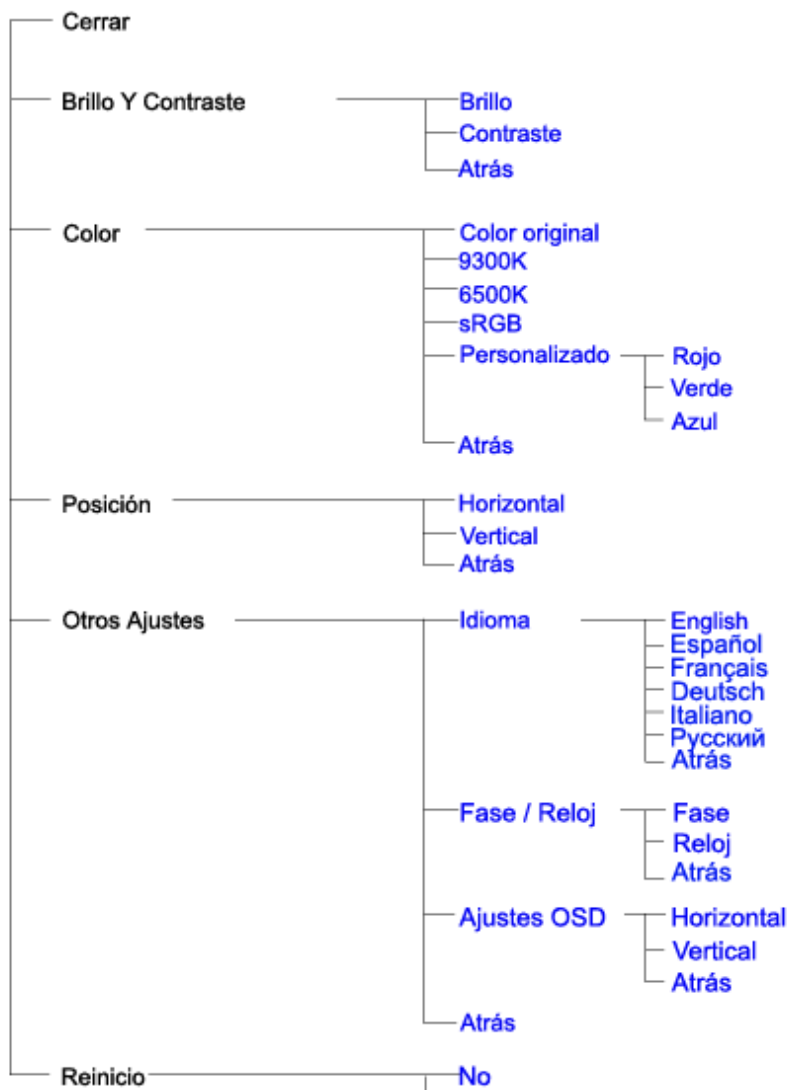 Cerrar
Brillo Y Contraste
Brillo
Contraste
Atrás
Color
Color original
9300K
6500K
sRGB
Personalizado
Rojo
Verde
Azul
Atrás
Posición
Horizontal
Vertical
Atrás
Otros Ajustes
Idioma
English
Español
Français
Deutsch
Italiano
Русский
Atrás
Fase / Reloj
Fase
Reloj
Atrás
Ajustes OSD
Horizontal
Vertical
Atrás
Atrás
Reinicio
No